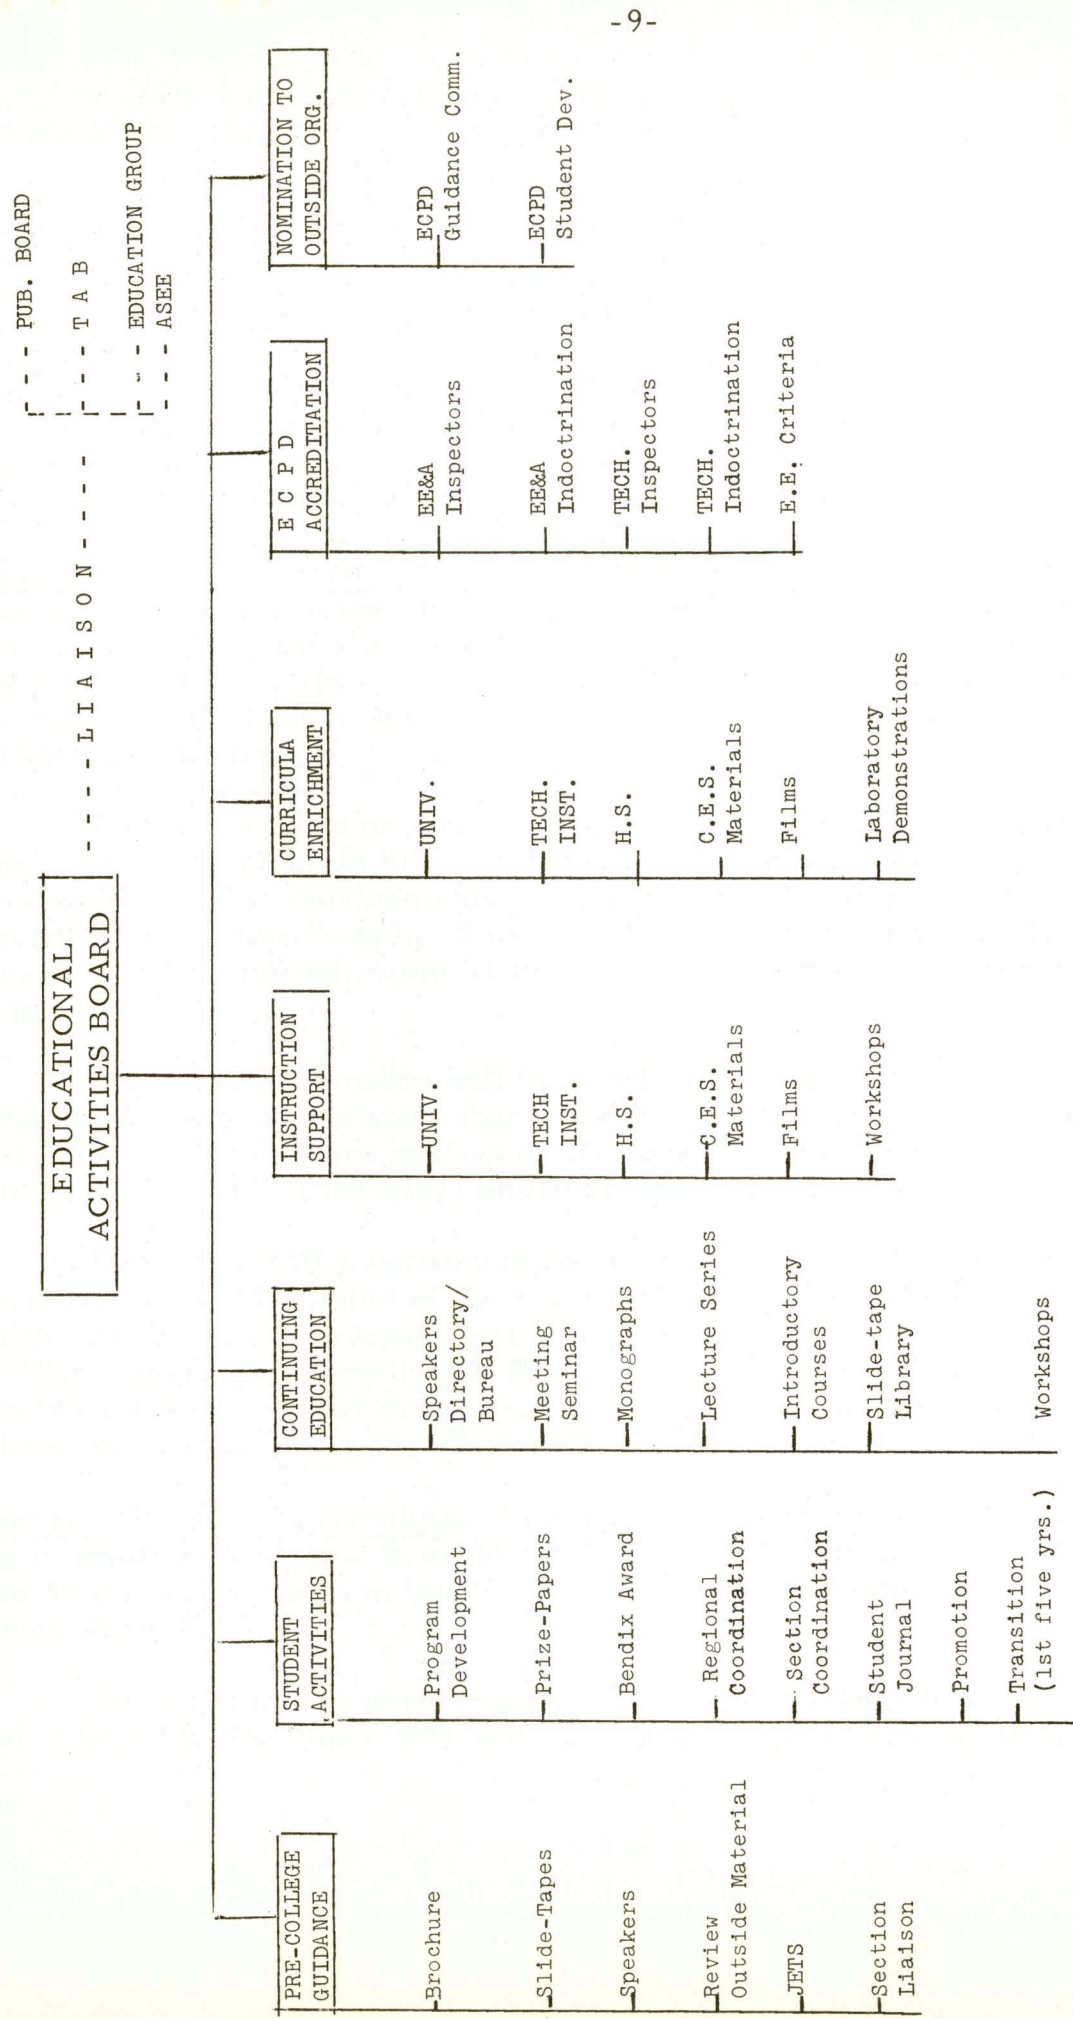 -9-
EDUCATIONAL
ACTIVITIES BOARD
- - - - L I A I S O N - - - - -
PUB. BOARD
T A B
EDUCATION GROUP
ASEE
PRE-COLLEGE
GUIDANCE
Brochure
Slide-Tapes
Speakers
Review
Outside Material
JETS
Section
Liaison
STUDENT
ACTIVITIES
Program
Development
Prize-Papers
Bendix Award
Regional
Coordination
Section
Coordination
Student
Journal
Promotion
Transition
(1st five yrs.)
CONTINUING
EDUCATION
Speakers
Directory/
Bureau
Meeting
Seminar
Monographs
Lecture Series
Introductory
Courses
Slide-tape
Library
Workshops
INSTRUCTION
SUPPORT
UNIV.
TECH
INST.
H.S.
C.E.S.
Materials
Films
Workshops
CURRICULA
ENRICHMENT
UNIV.
TECH.
INST.
H.S.
C.E.S.
Materials
Films
Laboratory
Demonstrations
E C P D
ACCREDITATION
EE&A
Inspectors
EE&A
Indoctrination
TECH.
Inspectors
TECH.
Indoctrination
E.E. Criteria
NOMINATION TO
OUTSIDE ORG.
ECPD
Guidance Comm.
ECPD
Student Dev.